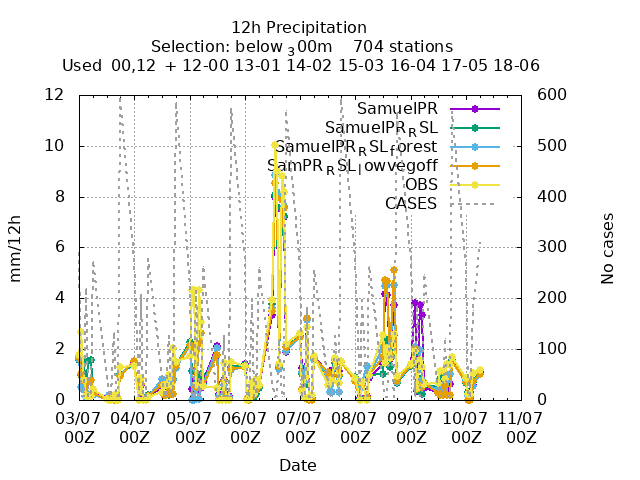 12h Precipitation
Selection: below ₃00m    704 stations
Used  00,12  + 12-00 13-01 14-02 15-03 16-04 17-05 18-06
SamuelPR
SamuelPRRSL
SamuelPRRSLforest
SamPRRSLlowvegoff
OBS
CASES
mm/12h
12
10
8
6
4
2
0
600
500
400
300
200
100
0
No cases
03/07 04/07 05/07 06/07 07/07 08/07 09/07 10/07 11/07
00Z 00Z 00Z 00Z 00Z 00Z 00Z 00Z 00Z
Date